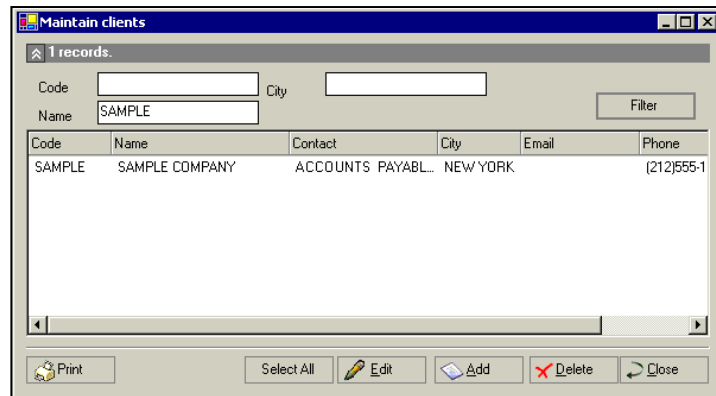 Maintain clients
1 records.
Code City
Name SAMPLE Filter
Code Name Contact City Email Phone
SAMPLE SAMPLE COMPANY ACCOUNTS PAYABL... NEW YORK (212)555-1
Print Select All Edit Add Delete Close